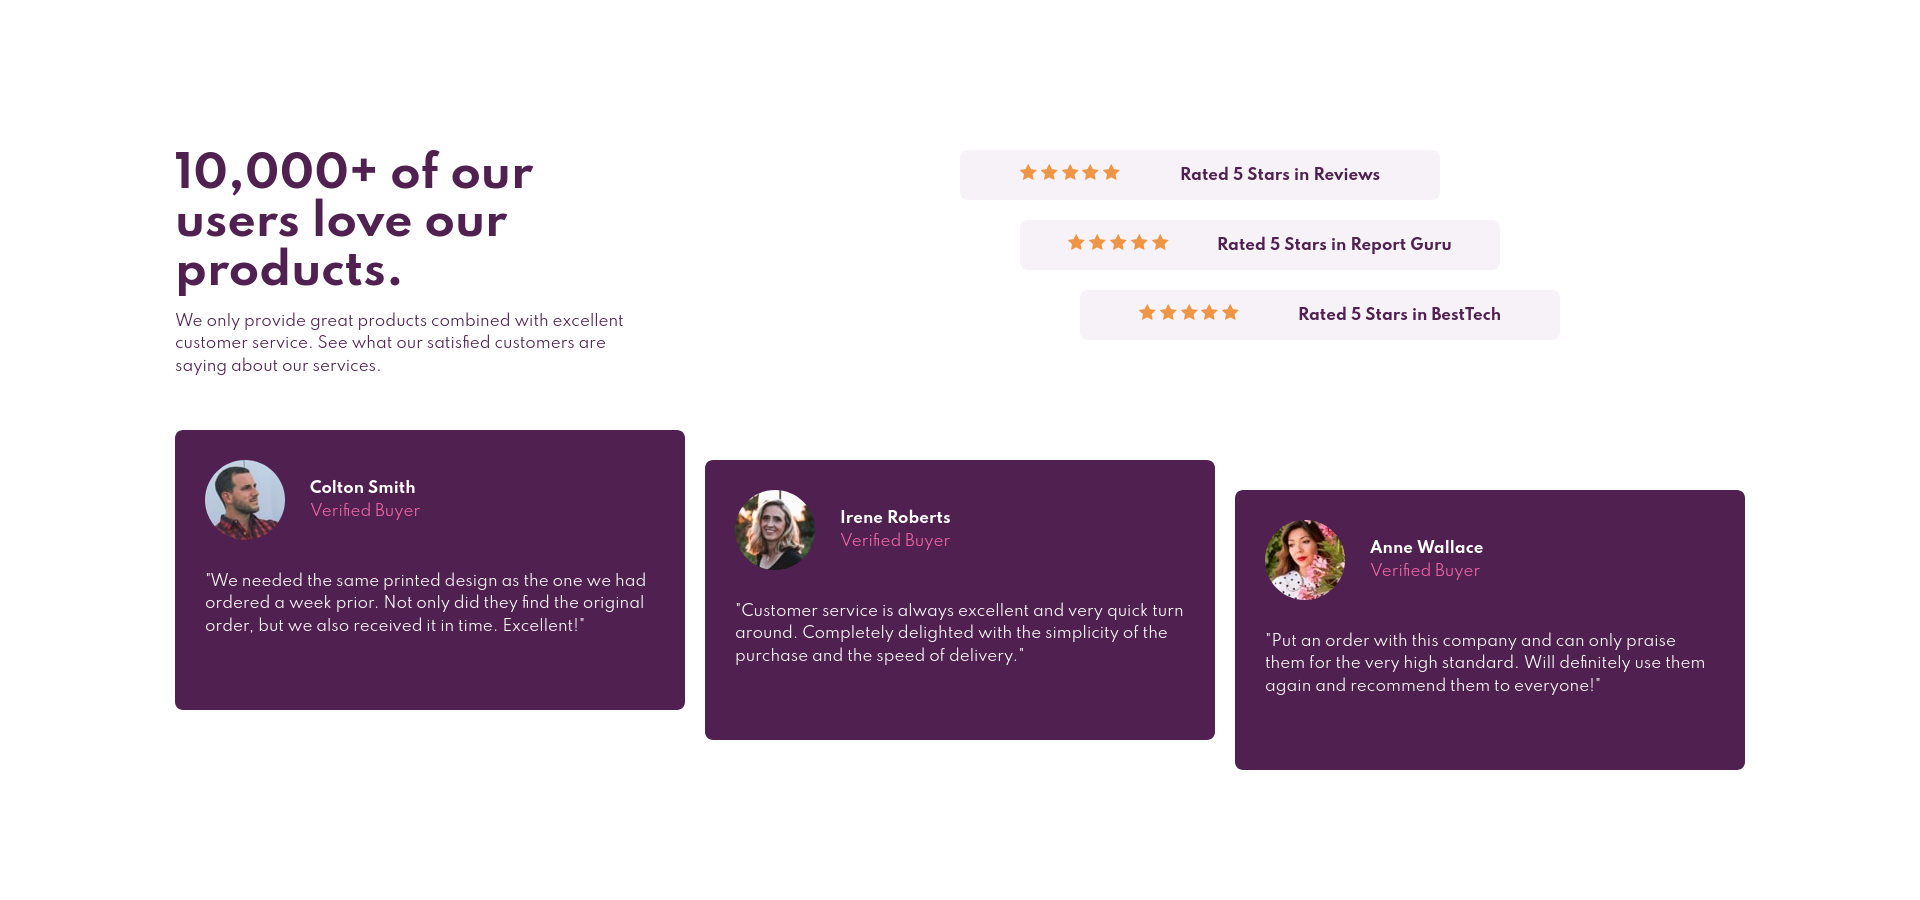 10,000+ of our
users love our
products.
We only provide great products combined with excellent
customer service. See what our satisfied customers are
saying about our services.
Rated 5 Stars in Reviews
Rated 5 Stars in Report Guru
Rated 5 Stars in BestTech
Colton Smith
Verified Buyer
"We needed the same printed design as the one we had
ordered a week prior. Not only did they find the original
order, but we also received it in time. Excellent!"
Irene Roberts
Verified Buyer
"Customer service is always excellent and very quick turn
around. Completely delighted with the simplicity of the
purchase and the speed of delivery."
Anne Wallace
Verified Buyer
"Put an order with this company and can only praise
them for the very high standard. Will definitely use them
again and recommend them to everyone!"